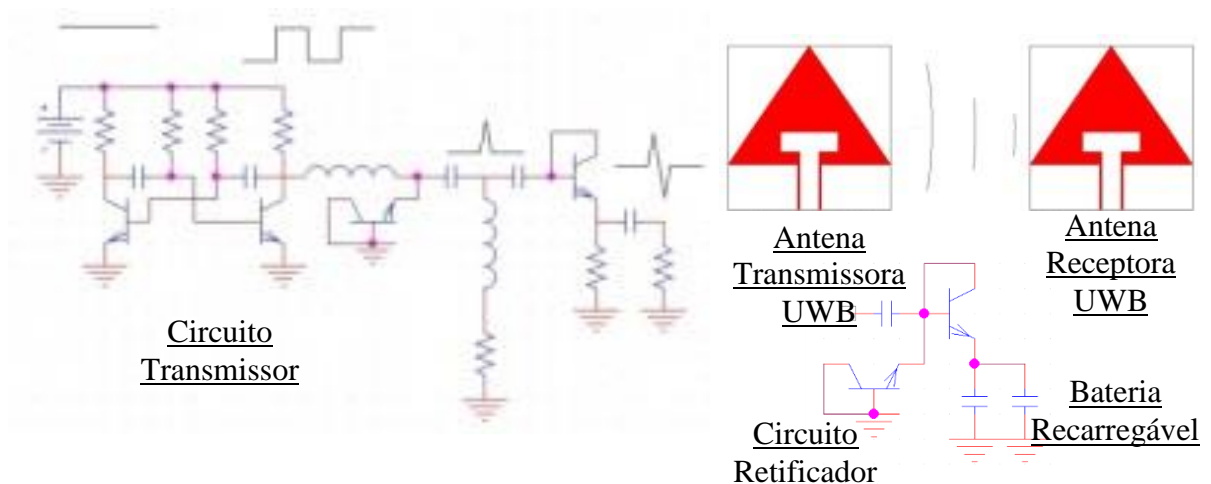 Circuito
Transmissor
Antena
Transmissora
UWB
Antena
Receptora
UWB
Circuito
Retificador
Bateria
Recarregável